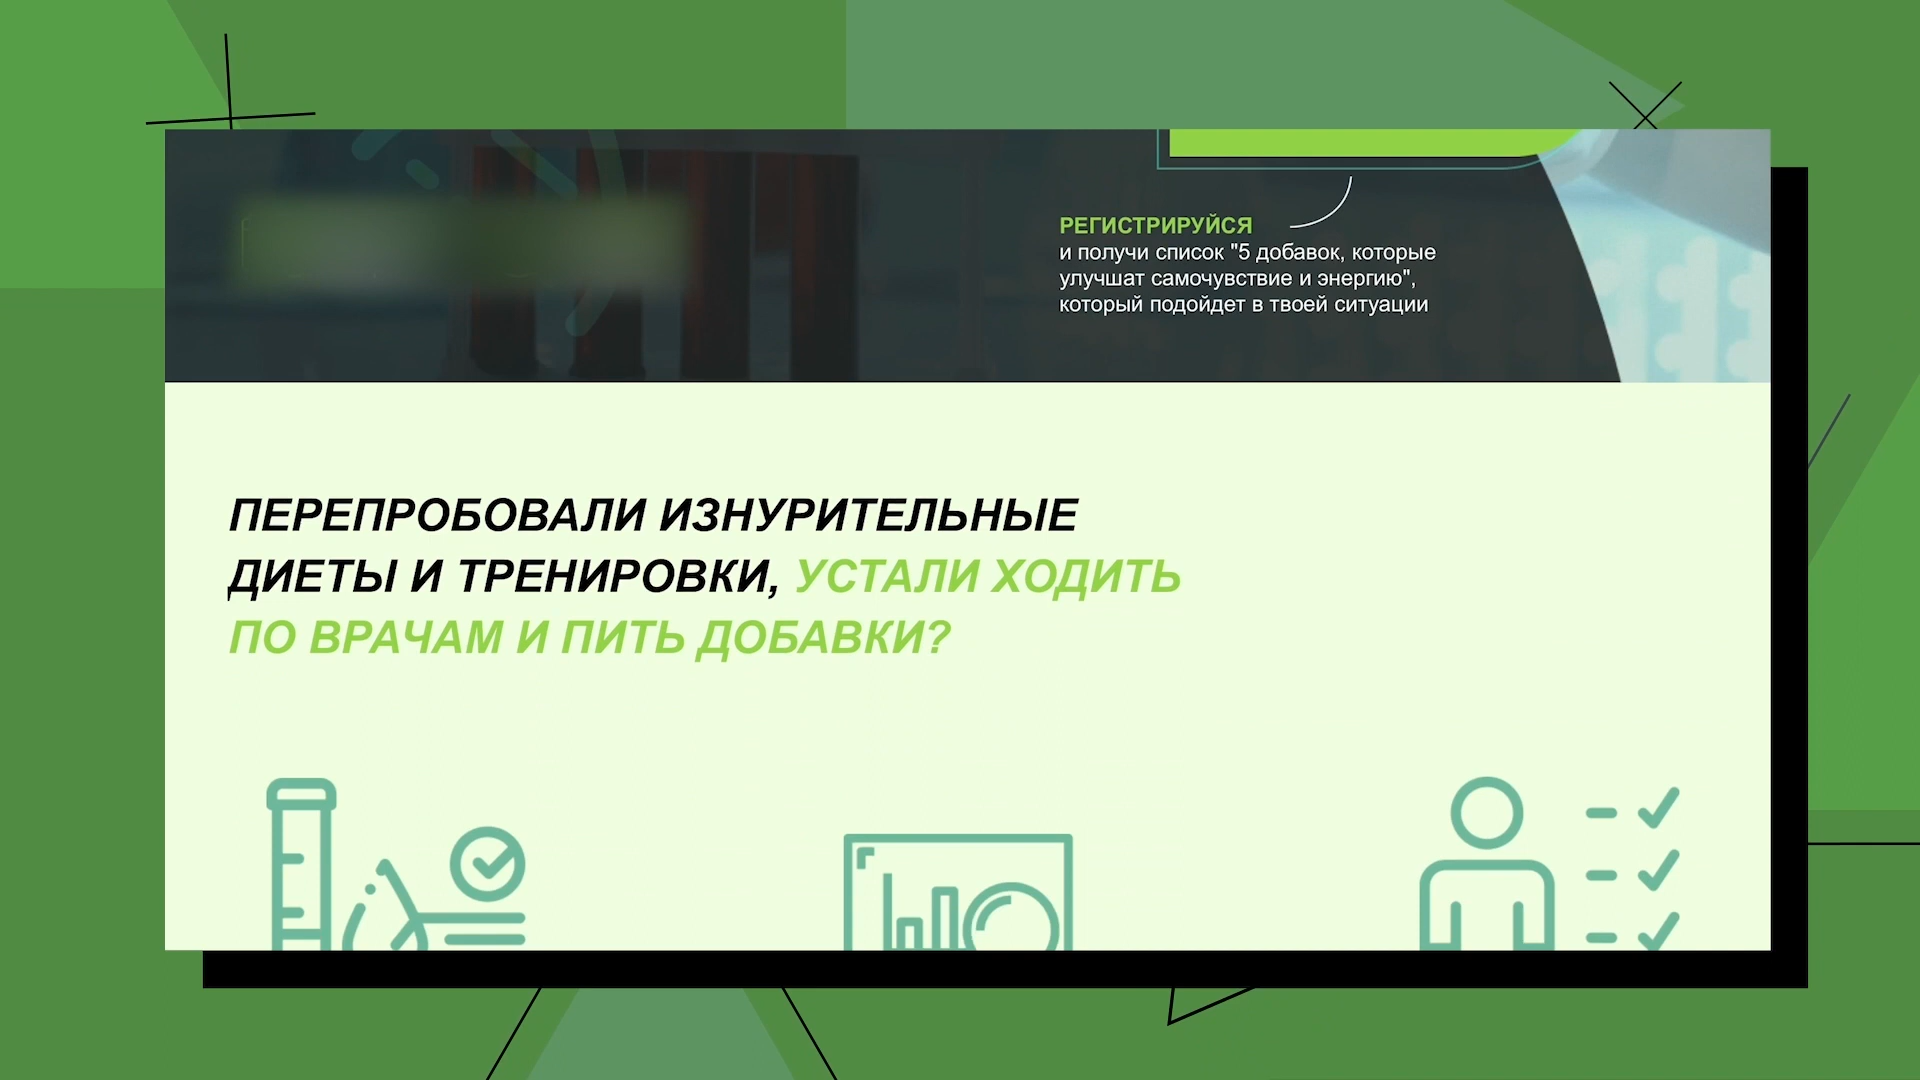 РЕГИСТРИРУЙСЯ
и получи список "5 добавок, которые
улучшат самочувствие и энергию",
который подойдет в твоей ситуации
ПЕРЕПРОБОВАЛИ ИЗНУРИТЕЛЬНЫЕ
ДИЕТЫ И ТРЕНИРОВКИ, УСТАЛИ ХОДИТЬ
ПО ВРАЧАМ И ПИТЬ ДОБАВКИ?